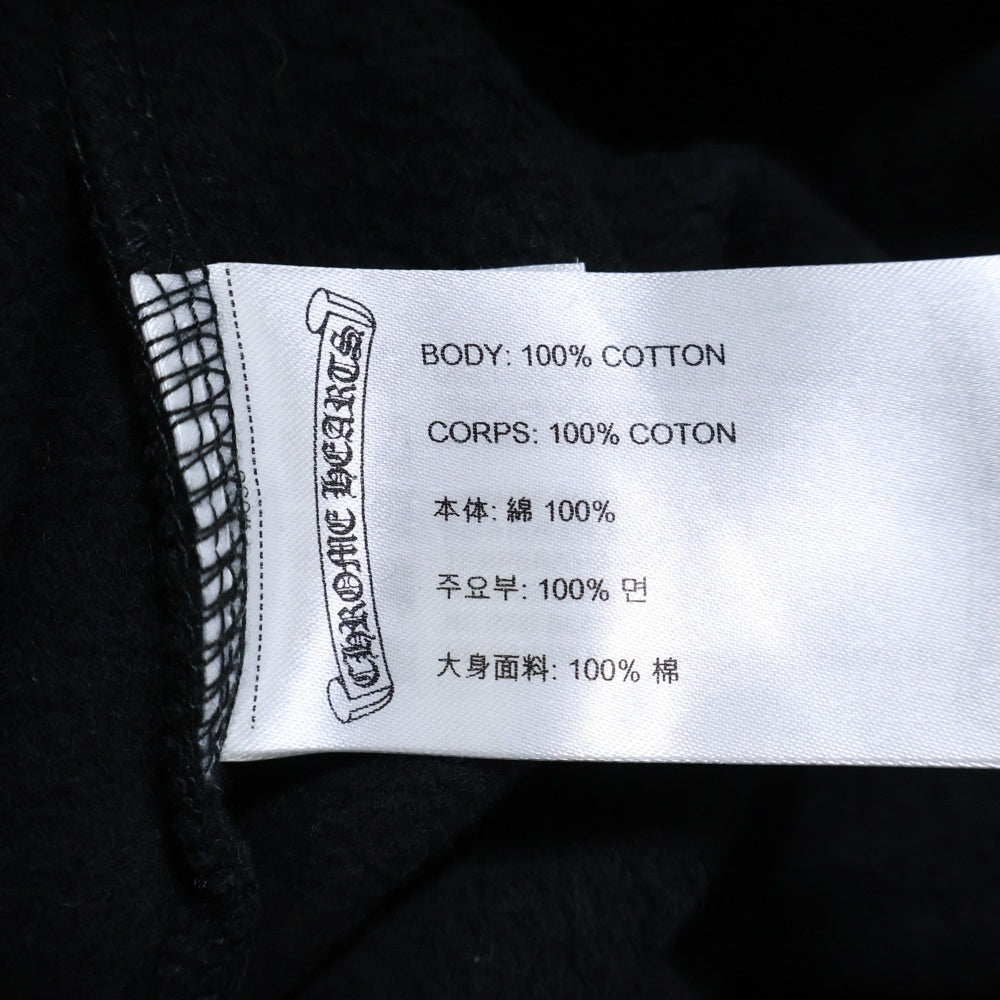 CHROME HEARTS
BODY: 100% COTTON
CORPS: 100% COTON
本体: 綿 100%
주요부: 100% 면
大身面料: 100% 棉